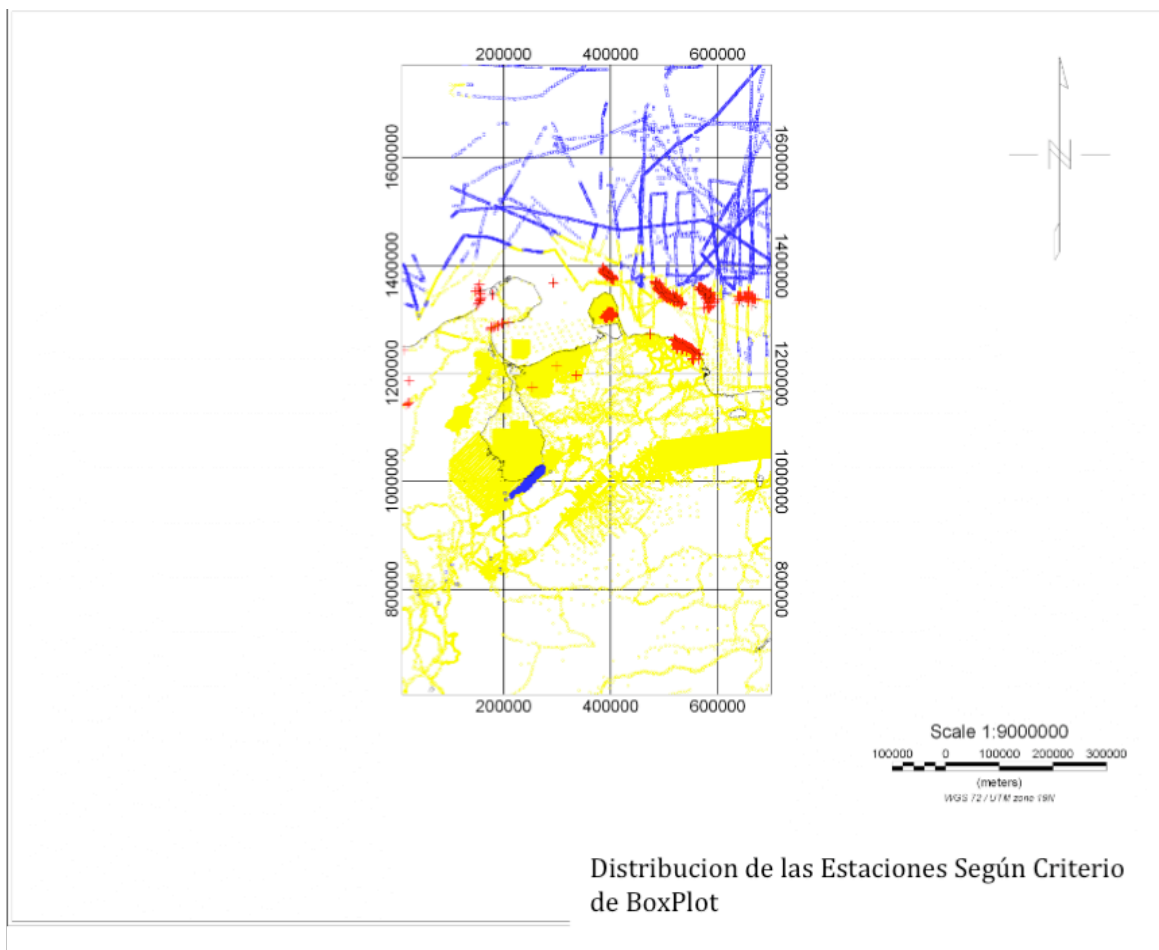 200000 400000 600000
1600000 1600000
1400000 1400000
1200000 1200000
1000000 1000000
800000 800000
200000 400000 600000
N
Scale 1:9000000
100000 0 100000 200000 300000
(meters)
WGS 72 / UTM zone 19N
Distribucion de las Estaciones Según Criterio
de BoxPlot